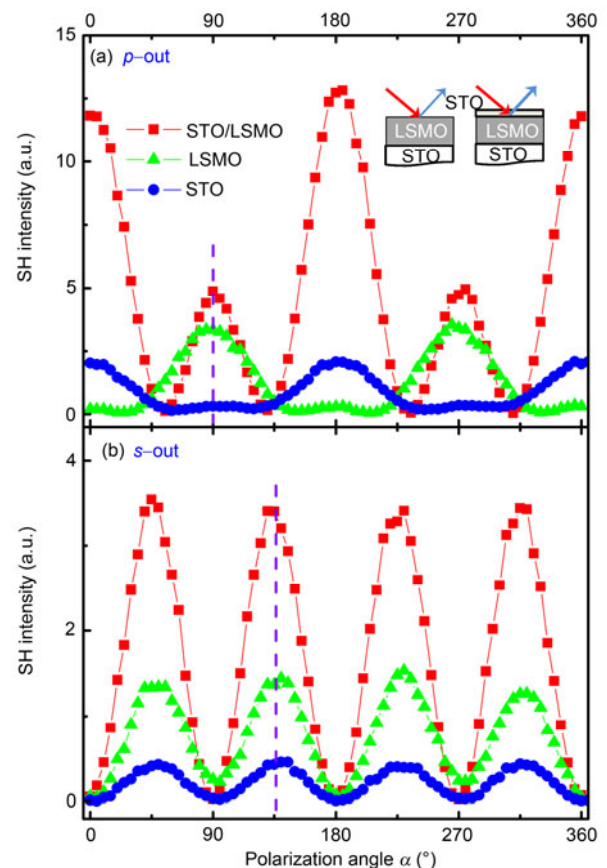 0 90 180 270 360
15
(a) p–out
STO
LSMO LSMO
STO STO
STO/LSMO
LSMO
STO
10
5
0
SH intensity (a.u.)
(b) s–out
4
2
0
SH intensity (a.u.)
0 90 180 270 360
Polarization angle α (°)